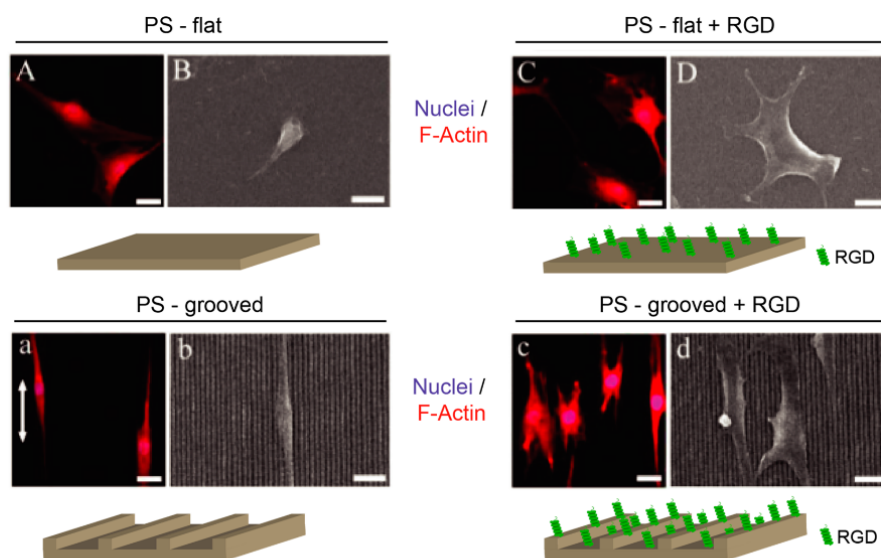 PS - flat
PS - flat + RGD
A
B
Nuclei /
F-Actin
C
D
RGD
PS - grooved
PS - grooved + RGD
a
b
Nuclei /
F-Actin
c
d
RGD